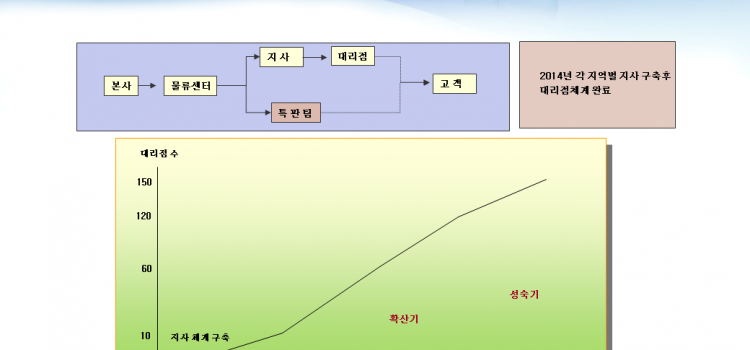 지사
대리점
본사
물류센터
고객
특판팀
2014년 각 지역별 지사 구축후
대리점체계 완료
대리점 수
150
120
60
성숙기
확산기
10
지사 체계 구축